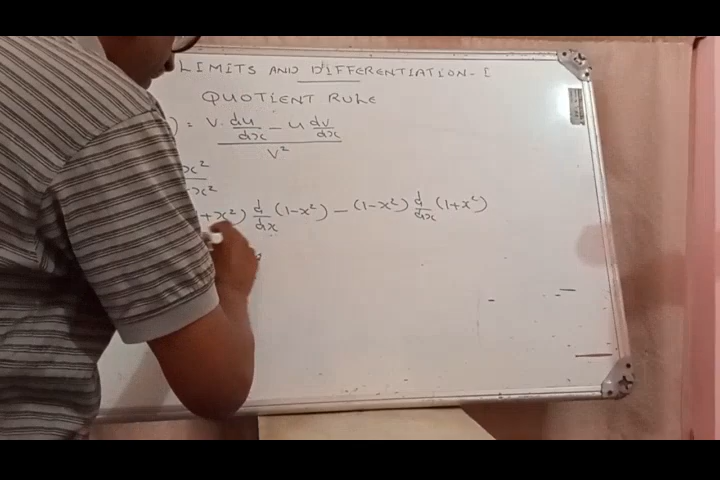 LIMITS AND DIFFERENTIATION - I
QUOTIENT RULE
) = V · du/dx - u dv/dx / V²
x²
x²
+ x²) d/dx (1-x²) - (1-x²) d/dx (1+x²)